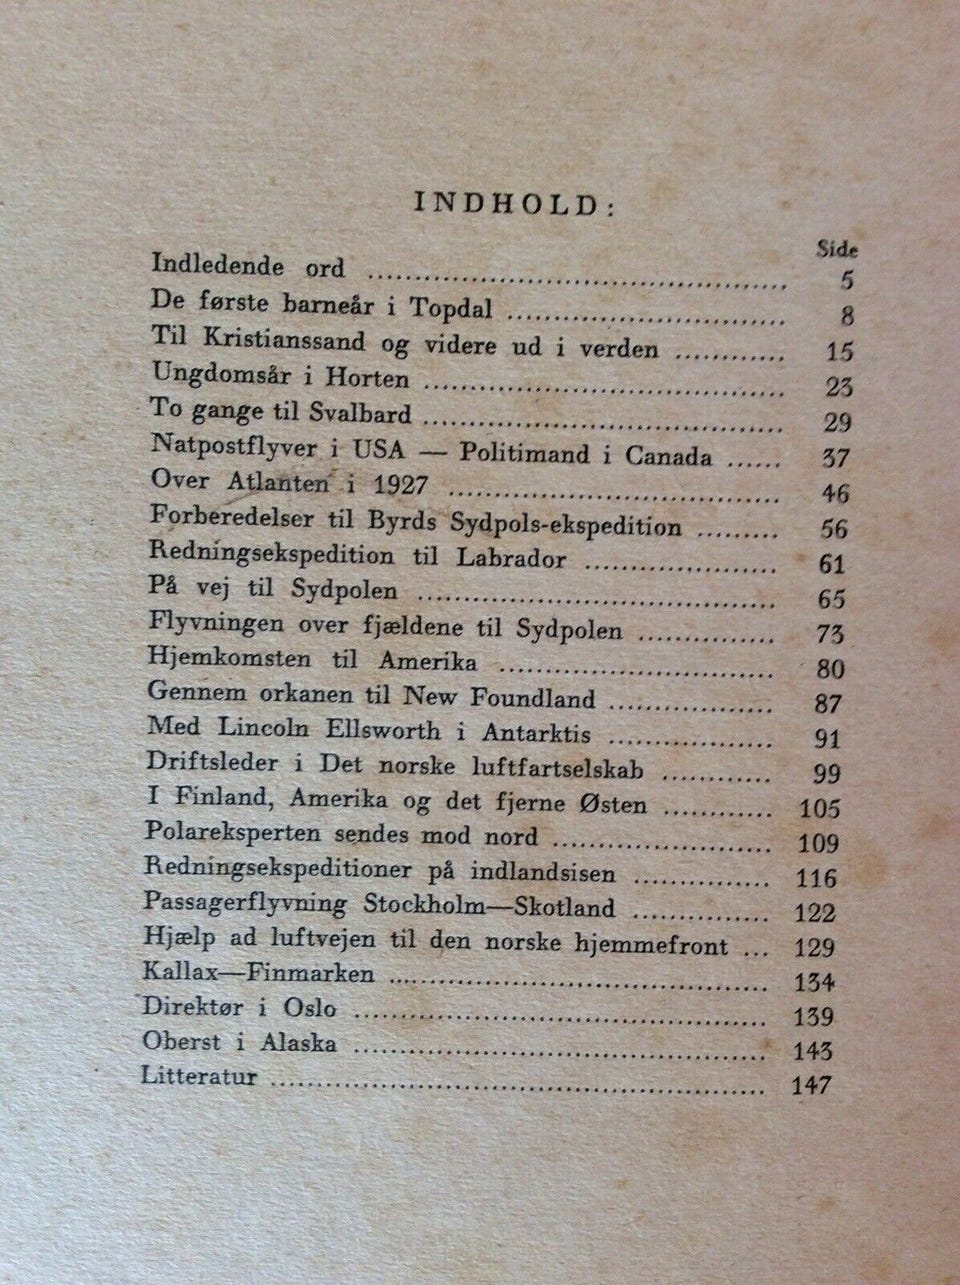 INDHOLD:
Side
Indledende ord ........................................ 5
De første barneår i Topdal ............................ 8
Til Kristianssand og videre ud i verden ............ 15
Ungdomsår i Horten .................................... 23
To gange til Svalbard .................................... 29
Natpostflyver i USA — Politimand i Canada ...... 37
Over Atlanten i 1927 .................................. 46
Forberedelser til Byrds Sydpols-ekspedition ......... 56
Redningsekspedition til Labrador .................... 61
På vej til Sydpolen .................................... 65
Flyvningen over fjældene til Sydpolen .............. 73
Hjemkomsten til Amerika ............................ 80
Gennem orkanen til New Foundland ................. 87
Med Lincoln Ellsworth i Antarktis .................. 91
Driftsleder i Det norske luftfartselskab ............ 99
I Finland, Amerika og det fjerne Østen ............ 105
Polareksperten sendes mod nord ...................... 109
Redningsekspeditioner på indlandsisen .............. 116
Passagerflyvning Stockholm—Skotland .............. 122
Hjælp ad luftvejen til den norske hjemmefront ... 129
Kallax—Finmarken ...................................... 134
Direktør i Oslo .......................................... 139
Oberst i Alaska .......................................... 143
Litteratur .................................................. 147